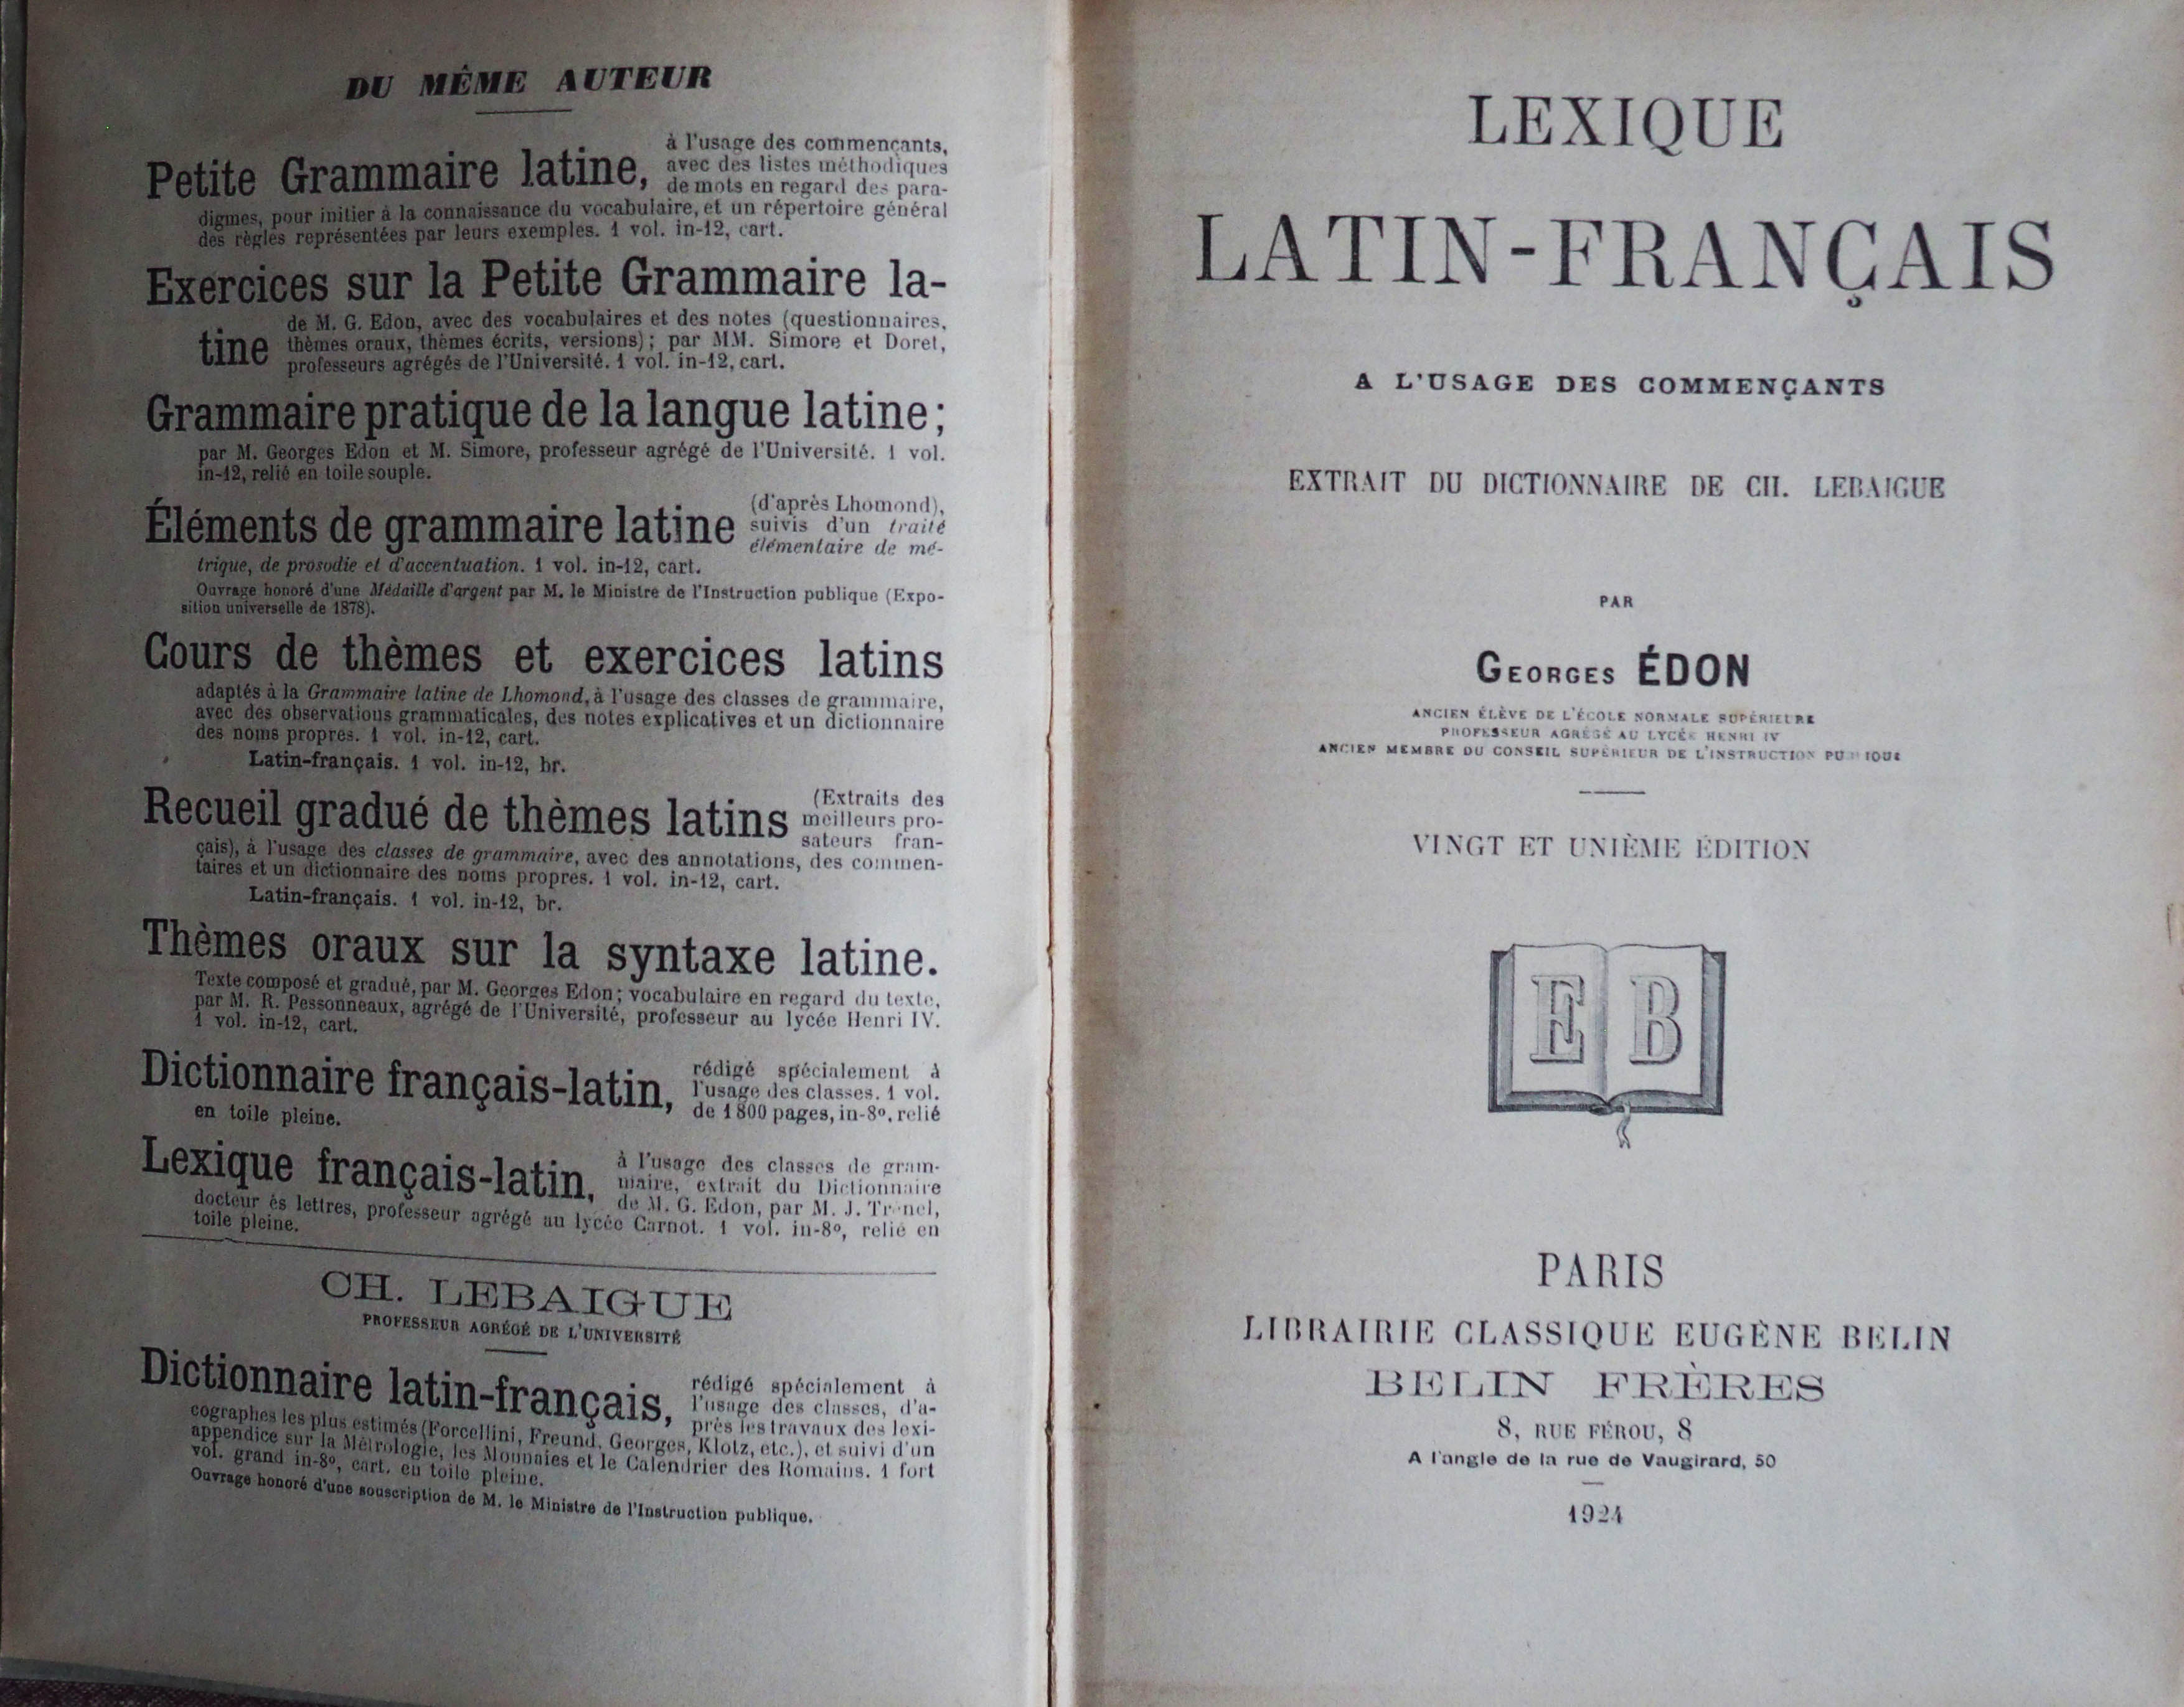 DU MÊME AUTEUR
Petite Grammaire latine, à l'usage des commençants,
avec des listes méthodiques
de mots en regard des para-
digmes, pour initier à la connaissance du vocabulaire, et un répertoire général
des règles représentées par leurs exemples. 1 vol. in-12, cart.
Exercices sur la Petite Grammaire la-
tine de M. G. Edon, avec des vocabulaires et des notes (questionnaires,
thèmes oraux, thèmes écrits, versions); par MM. Simore et Doret,
professeurs agrégés de l'Université. 1 vol. in-12, cart.
Grammaire pratique de la langue latine;
par M. Georges Edon et M. Simore, professeur agrégé de l'Université. 1 vol.
in-12, relié en toile souple.
Éléments de grammaire latine (d'après Lhomond),
suivis d'un traité
élémentaire de mé-
trique, de prosodie et d'accentuation. 1 vol. in-12, cart.
Ouvrage honoré d'une Médaille d'argent par M. le Ministre de l'Instruction publique (Expo-
sition universelle de 1878).
Cours de thèmes et exercices latins
adaptés à la Grammaire latine de Lhomond, à l'usage des classes de grammaire,
avec des observations grammaticales, des notes explicatives et un dictionnaire
des noms propres. 1 vol. in-12, cart.
Latin-français. 1 vol. in-12, br.
Recueil gradué de thèmes latins (Extraits des
meilleurs pro-
sateurs fran-
çais), à l'usage des classes de grammaire, avec des annotations, des commen-
taires et un dictionnaire des noms propres. 1 vol. in-12, cart.
Latin-français. 1 vol. in-12, br.
Thèmes oraux sur la syntaxe latine.
Texte composé et gradué, par M. Georges Edon; vocabulaire en regard du texte,
par M. R. Pessonneaux, agrégé de l'Université, professeur au lycée Henri IV.
1 vol. in-12, cart.
Dictionnaire français-latin, rédigé spécialement à
l'usage des classes. 1 vol.
de 1800 pages, in-8º, relié
en toile pleine.
Lexique français-latin, à l'usage des classes de gram-
maire, extrait du Dictionnaire
de M. G. Edon, par M. J. Trenel,
docteur ès lettres, professeur agrégé au lycée Carnot. 1 vol. in-8º, relié en
toile pleine.
CH. LEBAIGUE
PROFESSEUR AGRÉGÉ DE L'UNIVERSITÉ
Dictionnaire latin-français, rédigé spécialement à
l'usage des classes, d'a-
près les travaux des lexi-
cographes les plus estimés (Forcellini, Freund, Georges, Klotz, etc.), et suivi d'un
appendice sur la Métrologie, les Monnaies et le Calendrier des Romains. 1 fort
vol. grand in-8º, cart. en toile pleine.
Ouvrage honoré d'une souscription de M. le Ministre de l'Instruction publique.
LEXIQUE
LATIN-FRANÇAIS
A L'USAGE DES COMMENÇANTS
EXTRAIT DU DICTIONNAIRE DE CH. LEBAIGUE
PAR
GEORGES ÉDON
ANCIEN ÉLÈVE DE L'ÉCOLE NORMALE SUPÉRIEURE
PROFESSEUR AGRÉGÉ AU LYCÉE HENRI IV
ANCIEN MEMBRE DU CONSEIL SUPÉRIEUR DE L'INSTRUCTION PUBLIQUE
VINGT ET UNIÈME ÉDITION
E B
PARIS
LIBRAIRIE CLASSIQUE EUGÈNE BELIN
BELIN FRÈRES
8, RUE FÉROU, 8
A l'angle de la rue de Vaugirard, 50
1924